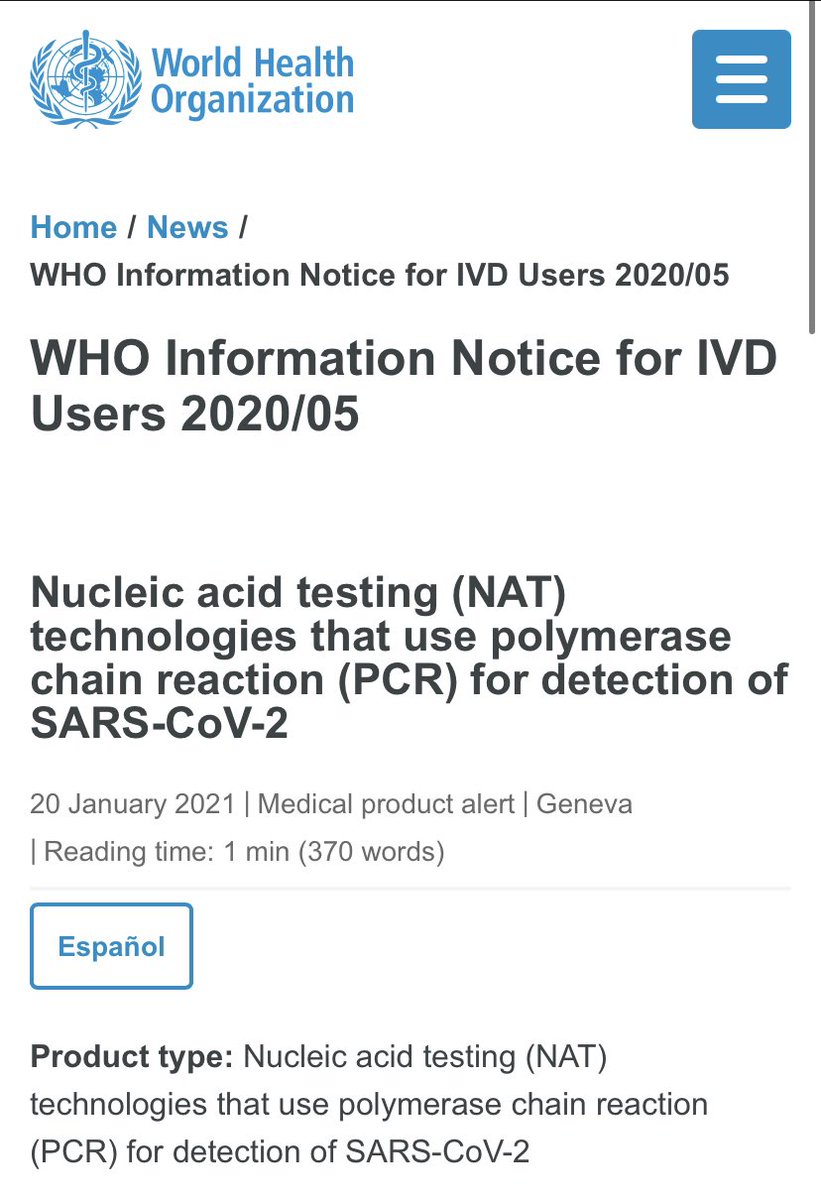 World Health
Organization
Home / News /
WHO Information Notice for IVD Users 2020/05
WHO Information Notice for IVD
Users 2020/05
Nucleic acid testing (NAT)
technologies that use polymerase
chain reaction (PCR) for detection of
SARS-CoV-2
20 January 2021 | Medical product alert | Geneva
| Reading time: 1 min (370 words)
Español
Product type: Nucleic acid testing (NAT)
technologies that use polymerase chain reaction
(PCR) for detection of SARS-CoV-2